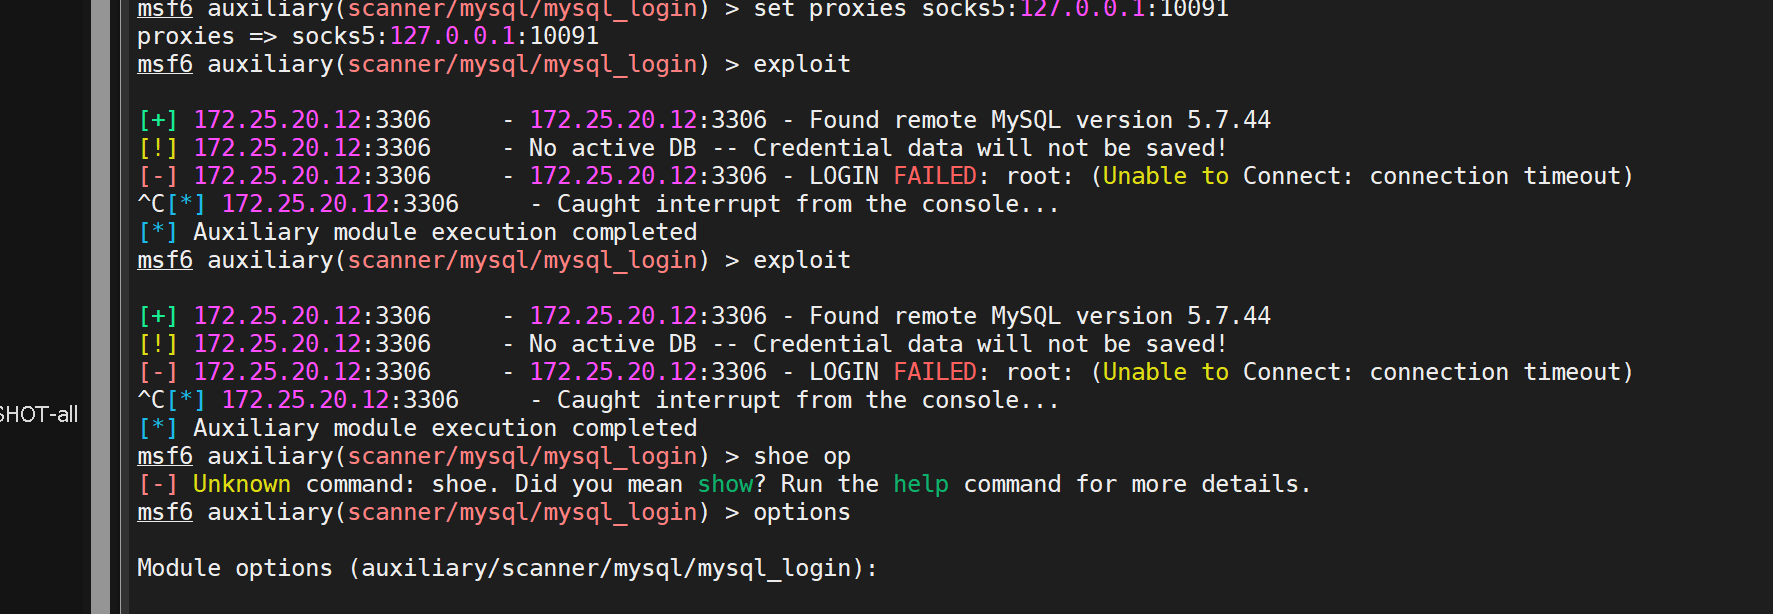 msf6 auxiliary(scanner/mysql/mysql_login) > set proxies socks5:127.0.0.1:10091
proxies => socks5:127.0.0.1:10091
msf6 auxiliary(scanner/mysql/mysql_login) > exploit
[+] 172.25.20.12:3306     - 172.25.20.12:3306 - Found remote MySQL version 5.7.44
[!] 172.25.20.12:3306     - No active DB -- Credential data will not be saved!
[-] 172.25.20.12:3306     - 172.25.20.12:3306 - LOGIN FAILED: root: (Unable to Connect: connection timeout)
^C[*] 172.25.20.12:3306     - Caught interrupt from the console...
[*] Auxiliary module execution completed
msf6 auxiliary(scanner/mysql/mysql_login) > exploit
[+] 172.25.20.12:3306     - 172.25.20.12:3306 - Found remote MySQL version 5.7.44
[!] 172.25.20.12:3306     - No active DB -- Credential data will not be saved!
[-] 172.25.20.12:3306     - 172.25.20.12:3306 - LOGIN FAILED: root: (Unable to Connect: connection timeout)
^C[*] 172.25.20.12:3306     - Caught interrupt from the console...
SHOT-all
[*] Auxiliary module execution completed
msf6 auxiliary(scanner/mysql/mysql_login) > shoe op
[-] Unknown command: shoe. Did you mean show? Run the help command for more details.
msf6 auxiliary(scanner/mysql/mysql_login) > options
Module options (auxiliary/scanner/mysql/mysql_login):